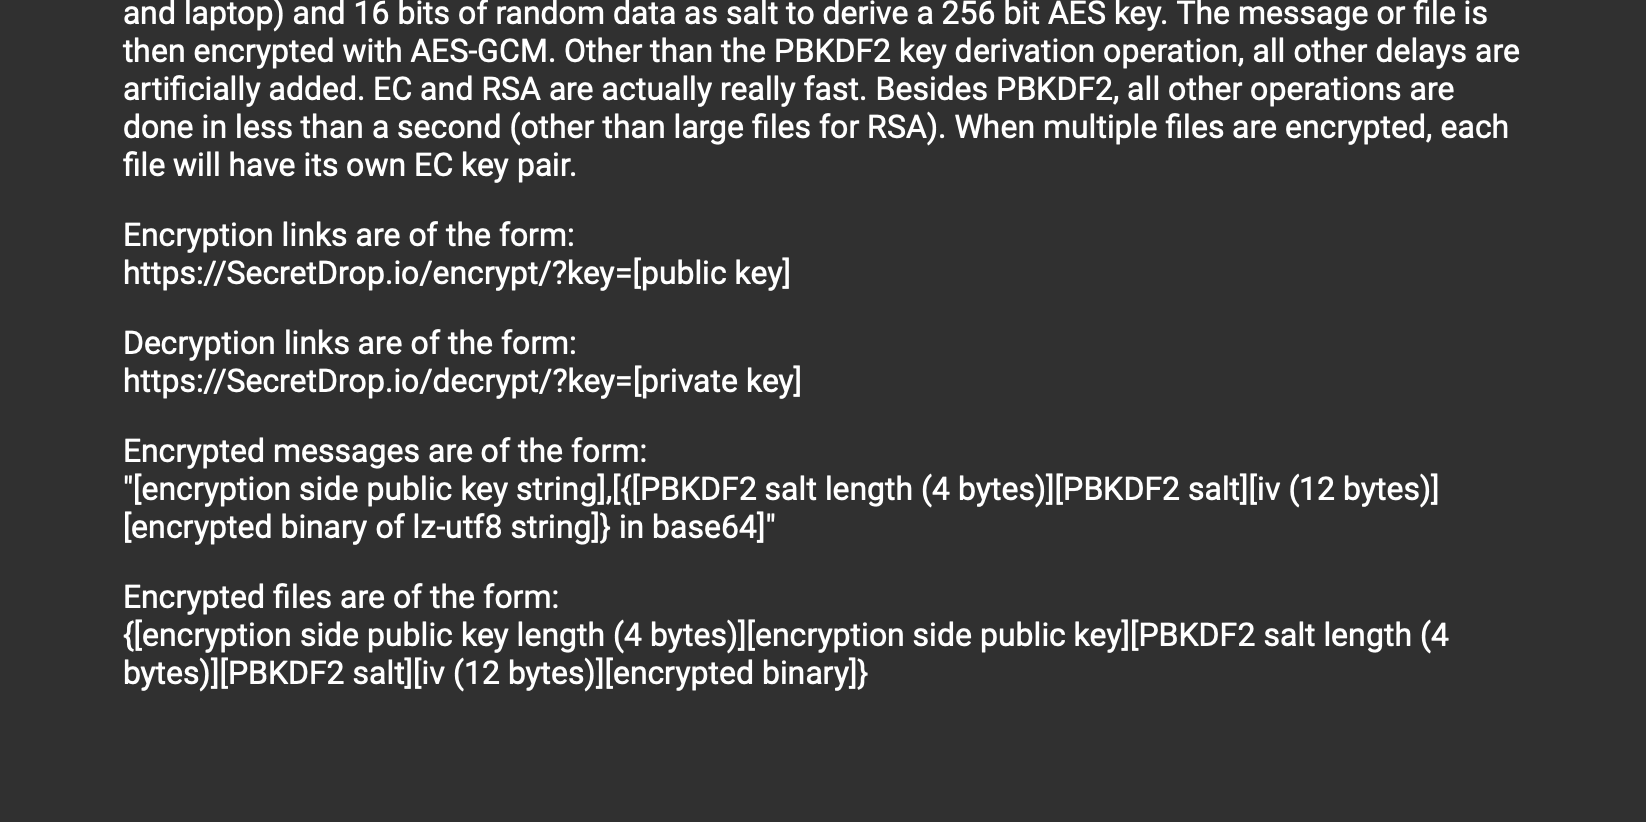 and laptop) and 16 bits of random data as salt to derive a 256 bit AES key. The message or file is
then encrypted with AES-GCM. Other than the PBKDF2 key derivation operation, all other delays are
artificially added. EC and RSA are actually really fast. Besides PBKDF2, all other operations are
done in less than a second (other than large files for RSA). When multiple files are encrypted, each
file will have its own EC key pair.
Encryption links are of the form:
https://SecretDrop.io/encrypt/?key=[public key]
Decryption links are of the form:
https://SecretDrop.io/decrypt/?key=[private key]
Encrypted messages are of the form:
"[encryption side public key string],[{[PBKDF2 salt length (4 bytes)][PBKDF2 salt][iv (12 bytes)]
[encrypted binary of lz-utf8 string]} in base64]"
Encrypted files are of the form:
{[encryption side public key length (4 bytes)][encryption side public key][PBKDF2 salt length (4
bytes)][PBKDF2 salt][iv (12 bytes)][encrypted binary]}